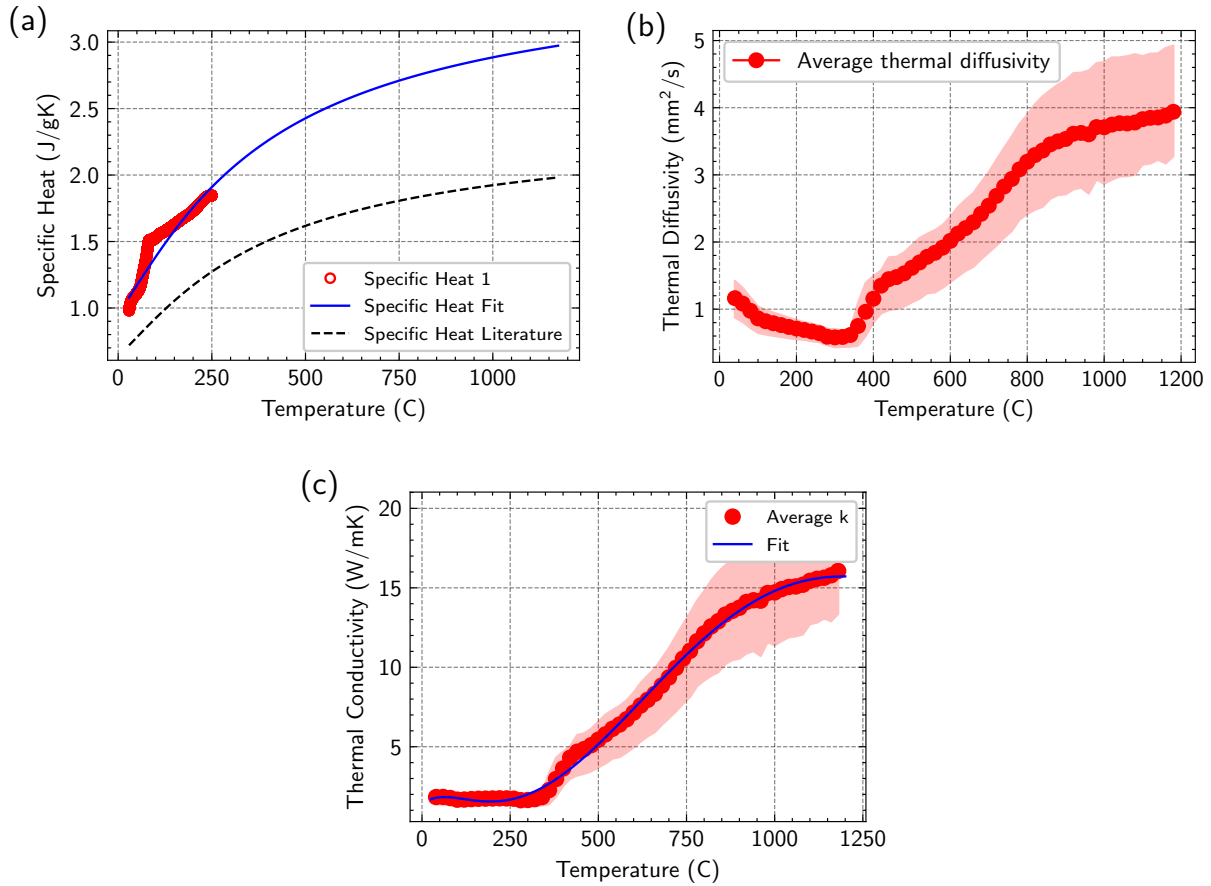 (a)
Specific Heat (J/gK)
3.0
2.5
2.0
1.5
1.0
Specific Heat 1
Specific Heat Fit
Specific Heat Literature
0 250 500 750 1000
Temperature (C)
(b)
Thermal Diffusivity (mm²/s)
5
4
3
2
1
Average thermal diffusivity
0 200 400 600 800 1000 1200
Temperature (C)
(c)
Thermal Conductivity (W/mK)
20
15
10
5
Average k
Fit
0 250 500 750 1000 1250
Temperature (C)